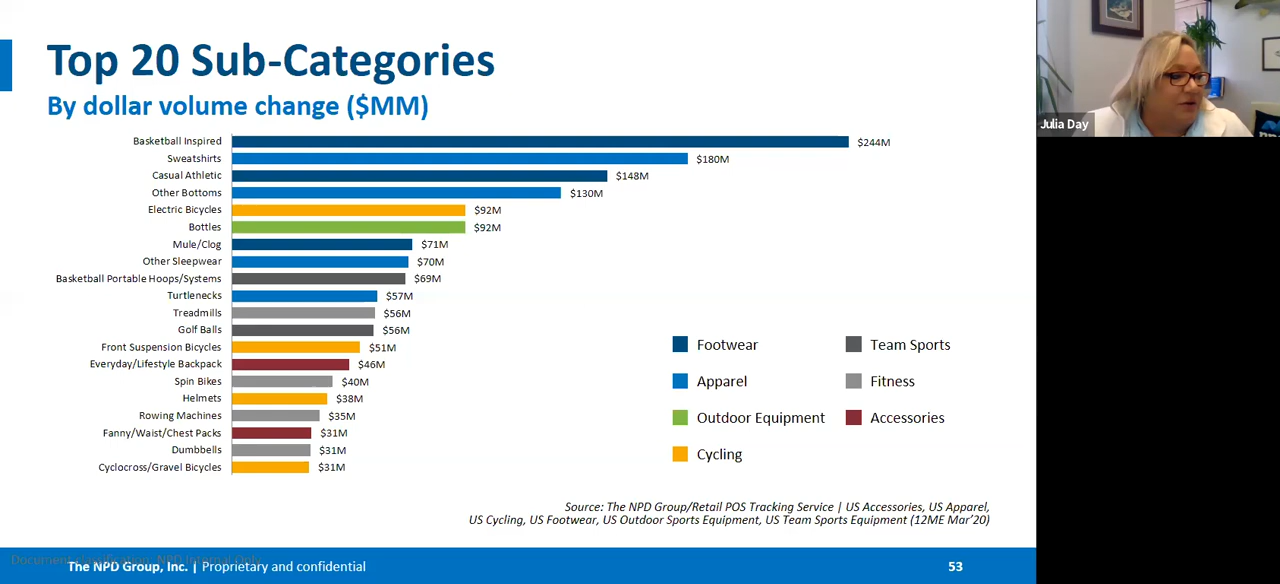 Top 20 Sub-Categories
By dollar volume change ($MM)
Julia Day
Basketball Inspired $244M
Sweatshirts $180M
Casual Athletic $148M
Other Bottoms $130M
Electric Bicycles $92M
Bottles $92M
Mule/Clog $71M
Other Sleepwear $70M
Basketball Portable Hoops/Systems $69M
Turtlenecks $57M
Treadmills $56M
Golf Balls $56M
Front Suspension Bicycles $51M
Everyday/Lifestyle Backpack $46M
Spin Bikes $40M
Helmets $38M
Rowing Machines $35M
Fanny/Waist/Chest Packs $31M
Dumbbells $31M
Cyclocross/Gravel Bicycles $31M
Footwear
Team Sports
Apparel
Fitness
Outdoor Equipment
Accessories
Cycling
Source: The NPD Group/Retail POS Tracking Service | US Accessories, US Apparel,
US Cycling, US Footwear, US Outdoor Sports Equipment, US Team Sports Equipment (12ME Mar'20)
Document classification: NPD Internal Only
The NPD Group, Inc. | Proprietary and confidential
53